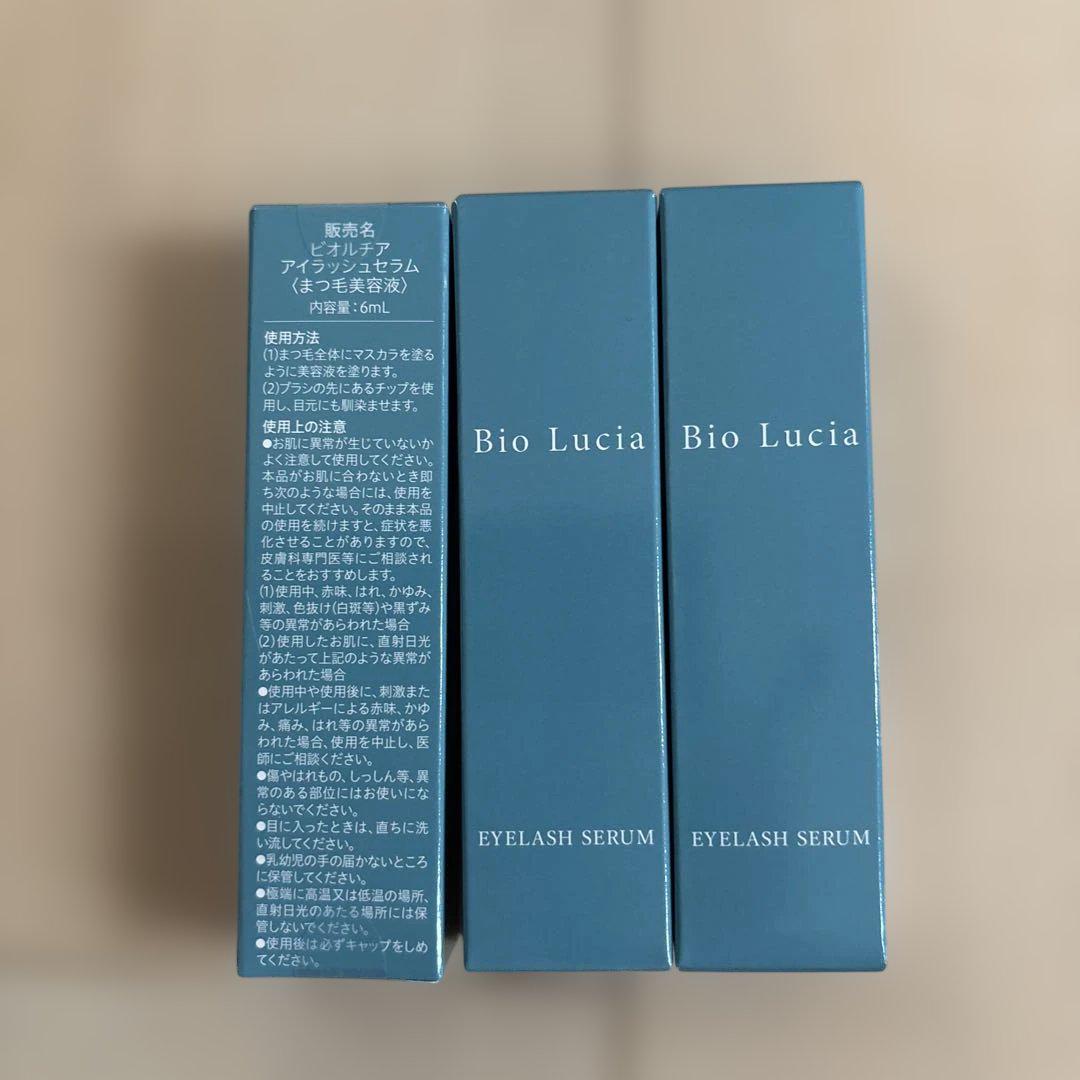 販売名
ビオルチア
アイラッシュセラム
〈まつ毛美容液〉
内容量：6mL
使用方法
(1)まつ毛全体にマスカラを塗る
ように美容液を塗ります。
(2)ブラシの先にあるチップを使
用し、目元にも馴染ませます。
使用上の注意
●お肌に異常が生じていないか
よく注意して使用してください。
本品がお肌に合わないとき即
ち次のような場合には、使用を
中止してください。そのまま本品
の使用を続けますと、症状を悪
化させることがありますので、
皮膚科専門医等にご相談され
ることをおすすめします。
(1)使用中、赤味、はれ、かゆみ、
刺激、色抜け(白斑等)や黒ずみ
等の異常があらわれた場合
(2)使用したお肌に、直射日光
があたって上記のような異常が
あらわれた場合
●使用中や使用後に、刺激また
はアレルギーによる赤味、かゆ
み、痛み、はれ等の異常があら
われた場合、使用を中止し、医
師にご相談ください。
●傷やはれもの、しっしん等、異
常のある部位にはお使いにな
らないでください。
●目に入ったときは、直ちに洗
い流してください。
●乳幼児の手の届かないところ
に保管してください。
●極端に高温又は低温の場所、
直射日光のあたる場所には保
管しないでください。
●使用後は必ずキャップをしめ
てください。
Bio Lucia
EYELASH SERUM
Bio Lucia
EYELASH SERUM